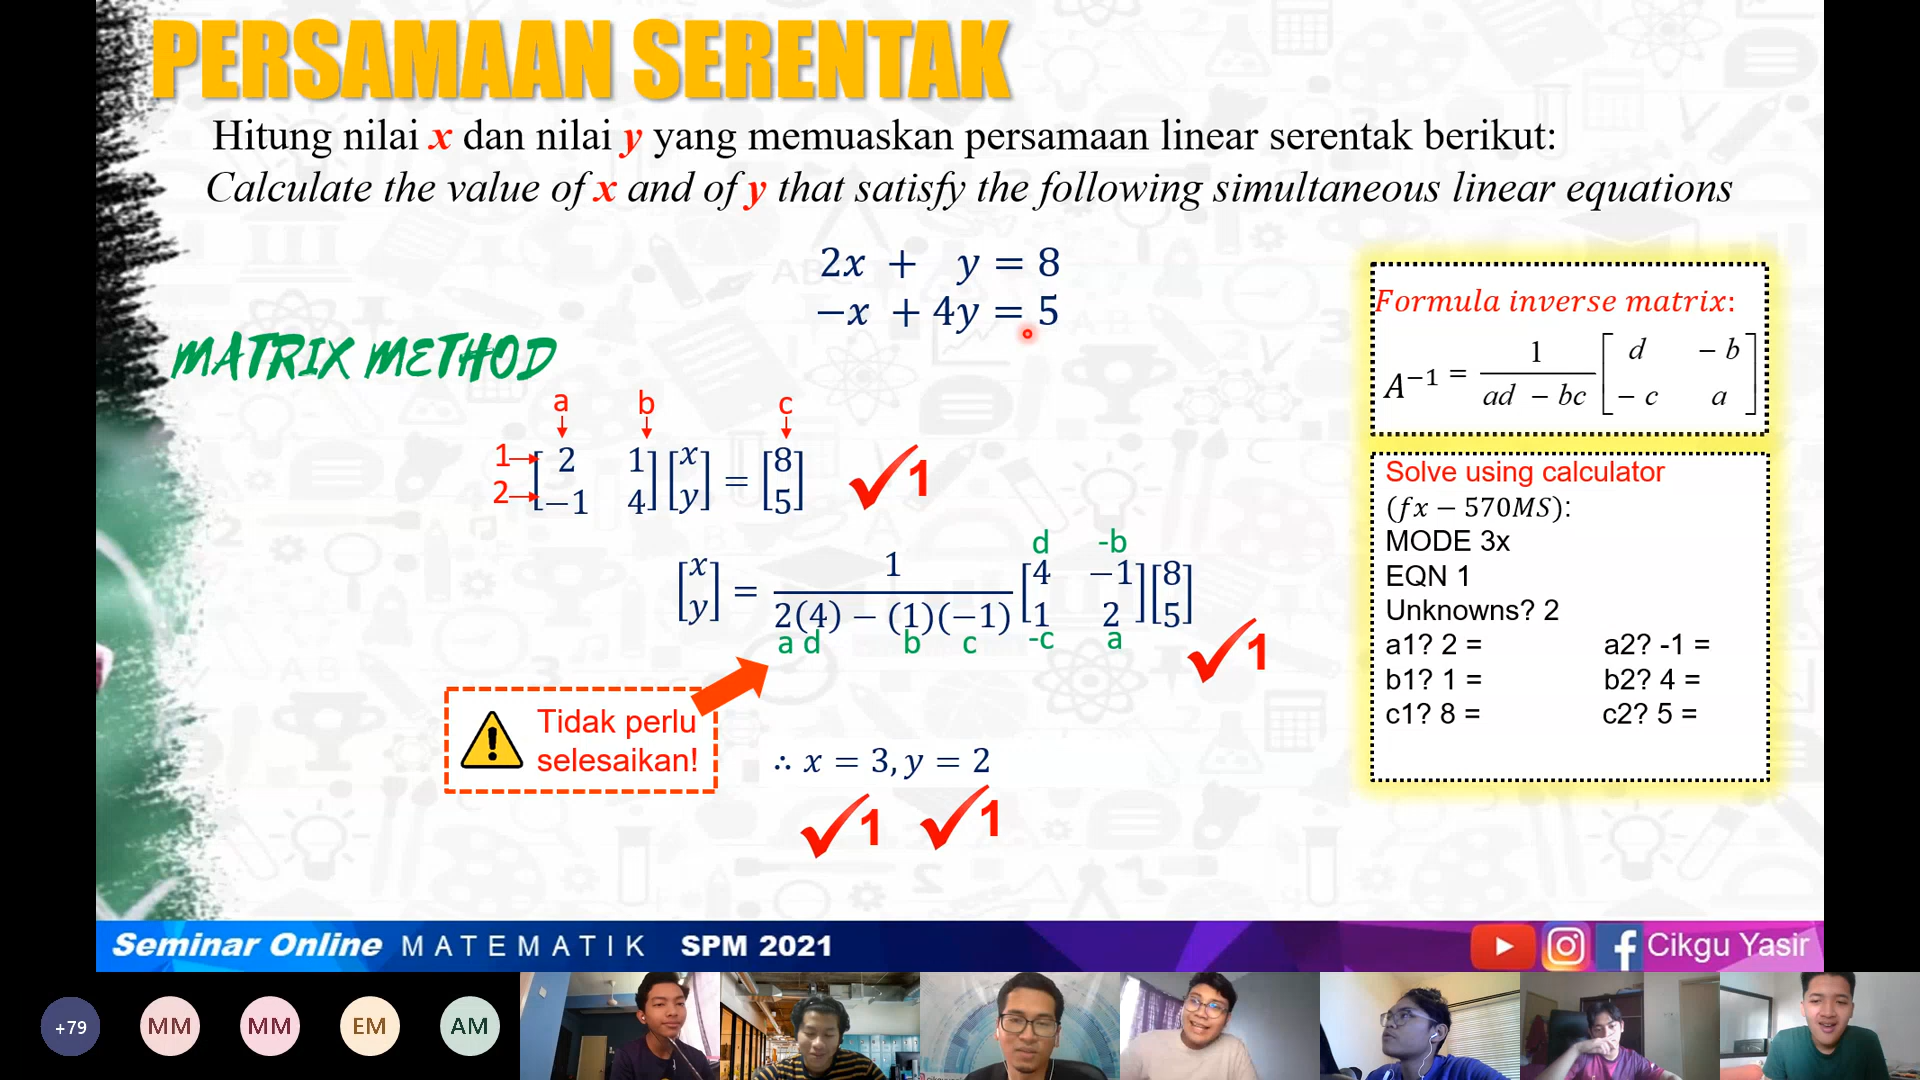 PERSAMAAN SERENTAK
Hitung nilai x dan nilai y yang memuaskan persamaan linear serentak berikut:
Calculate the value of x and of y that satisfy the following simultaneous linear equations
2x + y = 8
−x + 4y = 5
MATRIX METHOD
a b c
1→ [2 1] [x] = [8] ✓1
2→ [−1 4] [y] [5]
d -b
[x] = 1 [4 −1] [8]
[y] 2(4) − (1)(−1) [1 2] [5] ✓1
a d b c -c a
Tidak perlu
selesaikan!
∴ x = 3, y = 2
✓1 ✓1
Formula inverse matrix:
A⁻¹ = 1 [d − b]
ad − bc [− c a]
Solve using calculator
(fx − 570MS):
MODE 3x
EQN 1
Unknowns? 2
a1? 2 = a2? -1 =
b1? 1 = b2? 4 =
c1? 8 = c2? 5 =
Seminar Online MATEMATIK SPM 2021
Cikgu Yasir
+79 MM MM EM AM